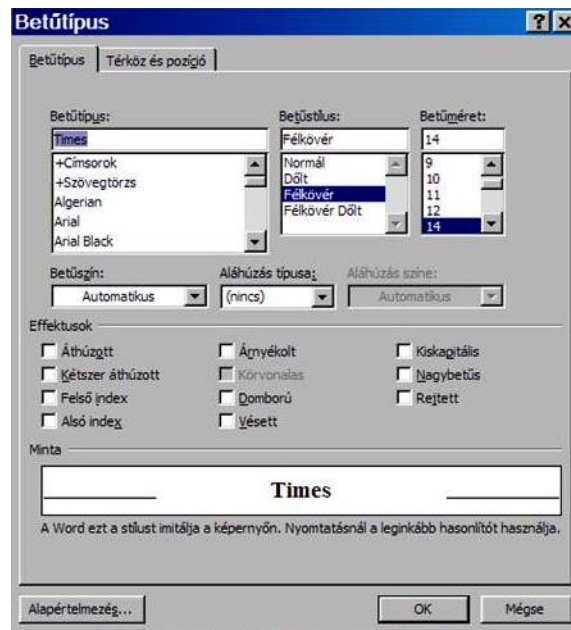 Betűtípus
Betűtípus Térköz és pozíció
Betűtípus: Betűstílus: Betűméret:
Times Félkövér 14
+Címsorok Normál 9
+Szövegtörzs Dőlt 10
Algerian Félkövér 11
Arial Félkövér Dőlt 12
Arial Black 14
Betűszín: Aláhúzás típusa: Aláhúzás színe:
Automatikus (nincs) Automatikus
Effektusok
Áthúzott Árnyékolt Kiskapitális
Kétszer áthúzott Körvonalas Nagybetűs
Felső index Domború Rejtett
Alsó index Vésett
Minta
Times
A Word ezt a stílust imitálja a képernyőn. Nyomtatásnál a leginkább hasonlítót használja.
Alapértelmezés... OK Mégse